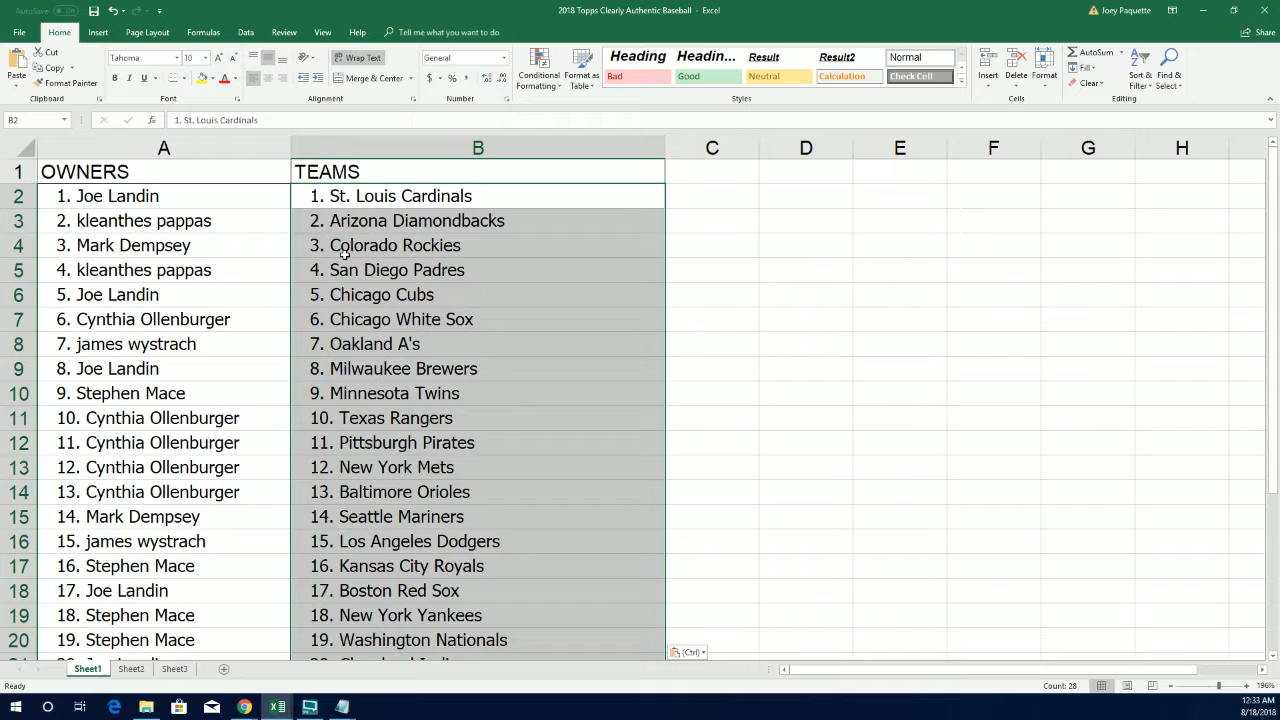 AutoSave Off
2018 Topps Clearly Authentic Baseball - Excel
Joey Paquette
File Home Insert Page Layout Formulas Data Review View Help Tell me what you want to do Share
Paste
Cut
Copy
Format Painter
Clipboard
Tahoma 10
B I U
Font
Wrap Text
Merge & Center
Alignment
General
$ % ,
Number
Conditional Formatting
Format as Table
Heading Headin... Result Result2 Normal
Bad Good Neutral Calculation Check Cell
Styles
Insert Delete Format
Cells
AutoSum
Fill
Clear
Sort & Filter
Find & Select
Editing
B2 fx 1. St. Louis Cardinals
A B C D E F G H
1 OWNERS TEAMS
2 1. Joe Landin 1. St. Louis Cardinals
3 2. kleanthes pappas 2. Arizona Diamondbacks
4 3. Mark Dempsey 3. Colorado Rockies
5 4. kleanthes pappas 4. San Diego Padres
6 5. Joe Landin 5. Chicago Cubs
7 6. Cynthia Ollenburger 6. Chicago White Sox
8 7. james wystrach 7. Oakland A's
9 8. Joe Landin 8. Milwaukee Brewers
10 9. Stephen Mace 9. Minnesota Twins
11 10. Cynthia Ollenburger 10. Texas Rangers
12 11. Cynthia Ollenburger 11. Pittsburgh Pirates
13 12. Cynthia Ollenburger 12. New York Mets
14 13. Cynthia Ollenburger 13. Baltimore Orioles
15 14. Mark Dempsey 14. Seattle Mariners
16 15. james wystrach 15. Los Angeles Dodgers
17 16. Stephen Mace 16. Kansas City Royals
18 17. Joe Landin 17. Boston Red Sox
19 18. Stephen Mace 18. New York Yankees
20 19. Stephen Mace 19. Washington Nationals
(Ctrl)
Sheet1 Sheet2 Sheet3
Ready Count: 28 196%
12:33 AM
8/18/2018